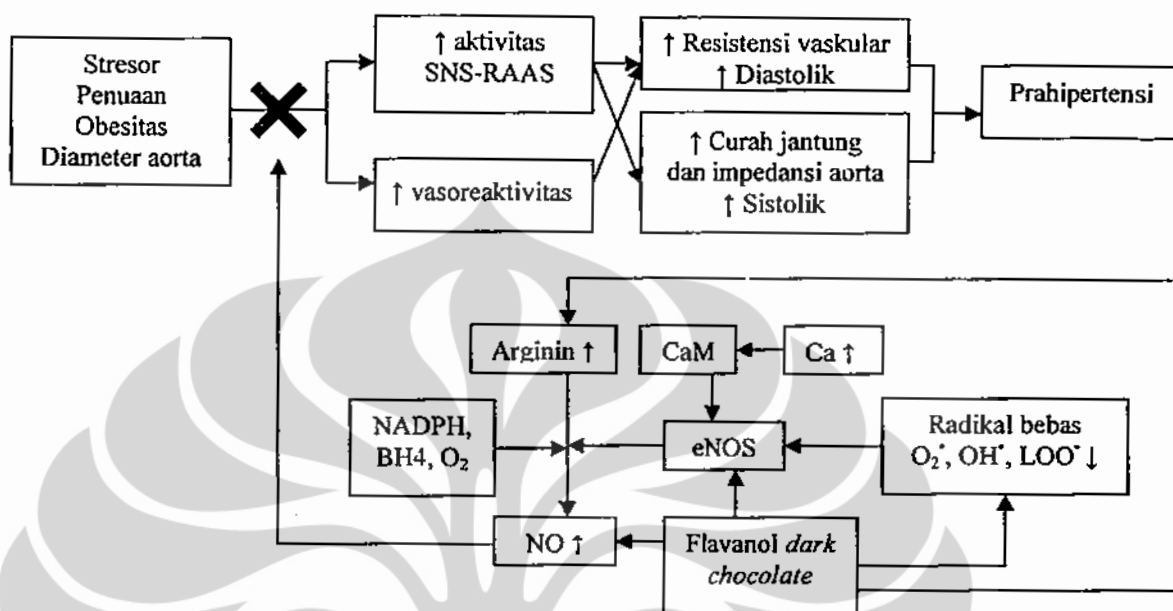 Stresor
Penuaan
Obesitas
Diameter aorta
↑ aktivitas
SNS-RAAS
↑ vasoreaktivitas
↑ Resistensi vaskular
↑ Diastolik
↑ Curah jantung
dan impedansi aorta
↑ Sistolik
Prahipertensi
Arginin ↑
CaM
Ca ↑
NADPH,
BH4, O₂
eNOS
Radikal bebas
O₂˙, OH˙, LOO˙ ↓
NO ↑
Flavanol dark
chocolate